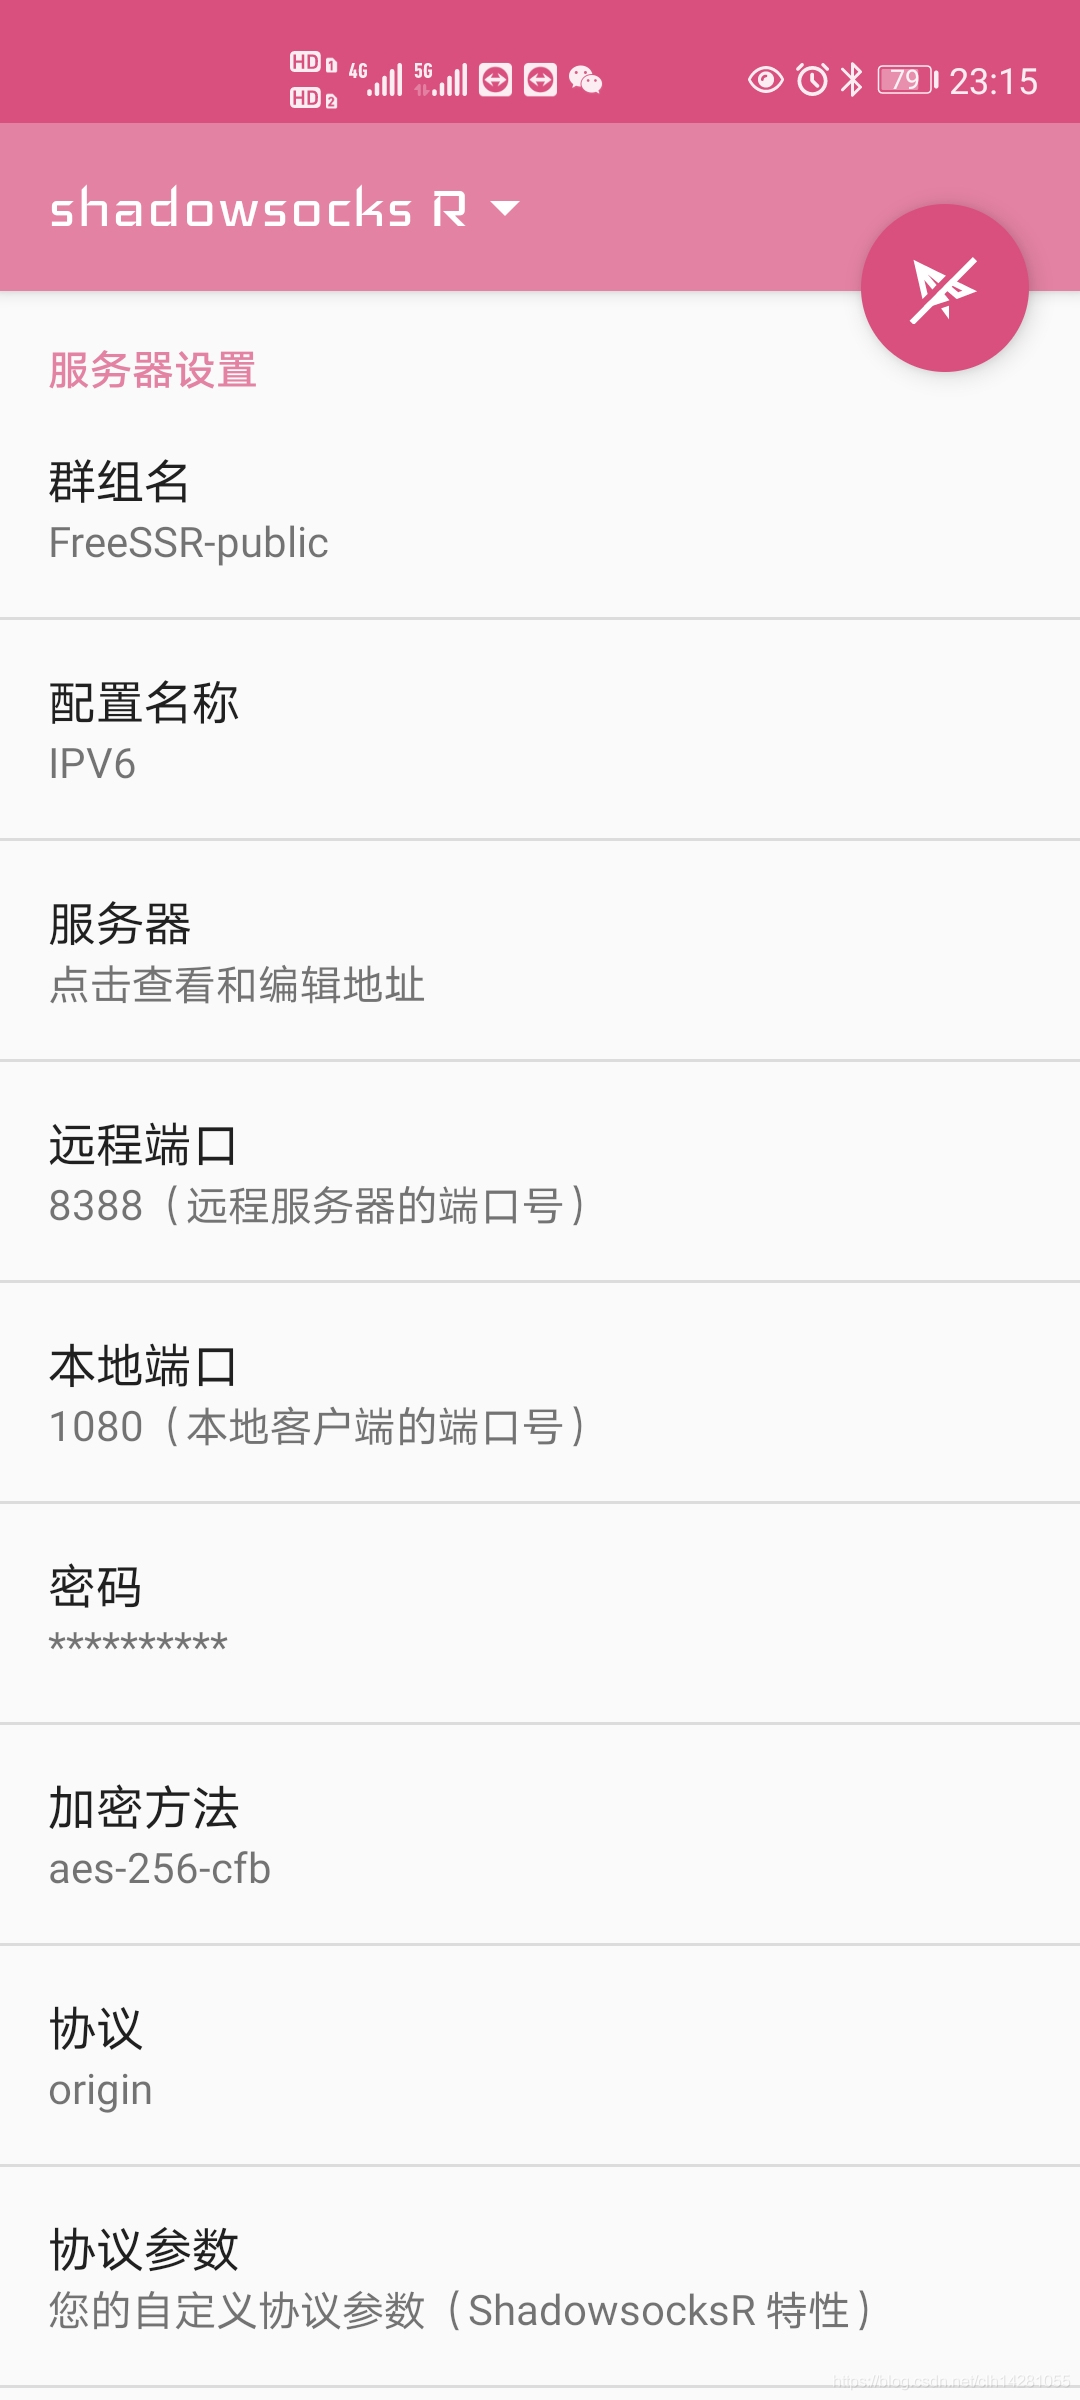 HD 1 4G 5G 79 23:15
HD 2
shadowsocks R
服务器设置
群组名
FreeSSR-public
配置名称
IPV6
服务器
点击查看和编辑地址
远程端口
8388（远程服务器的端口号）
本地端口
1080（本地客户端的端口号）
密码
**********
加密方法
aes-256-cfb
协议
origin
协议参数
您的自定义协议参数（ShadowsocksR 特性）
https://blog.csdn.net/clh14281055